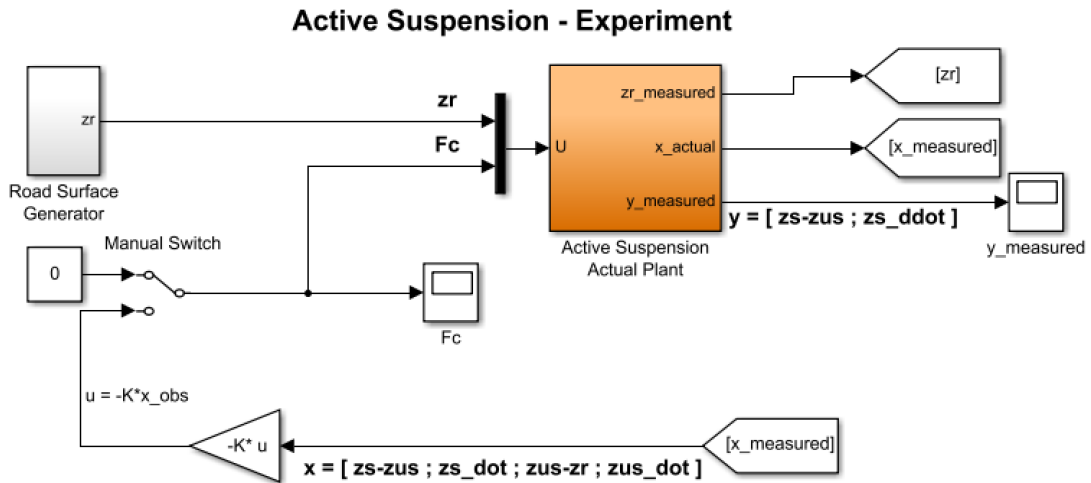 Active Suspension - Experiment
zr
Road Surface
Generator
zr
Fc
U
zr_measured
x_actual
y_measured
Active Suspension
Actual Plant
[zr]
[x_measured]
y = [ zs-zus ; zs_ddot ]
y_measured
Manual Switch
0
Fc
u = -K*x_obs
-K* u
x = [ zs-zus ; zs_dot ; zus-zr ; zus_dot ]
[x_measured]